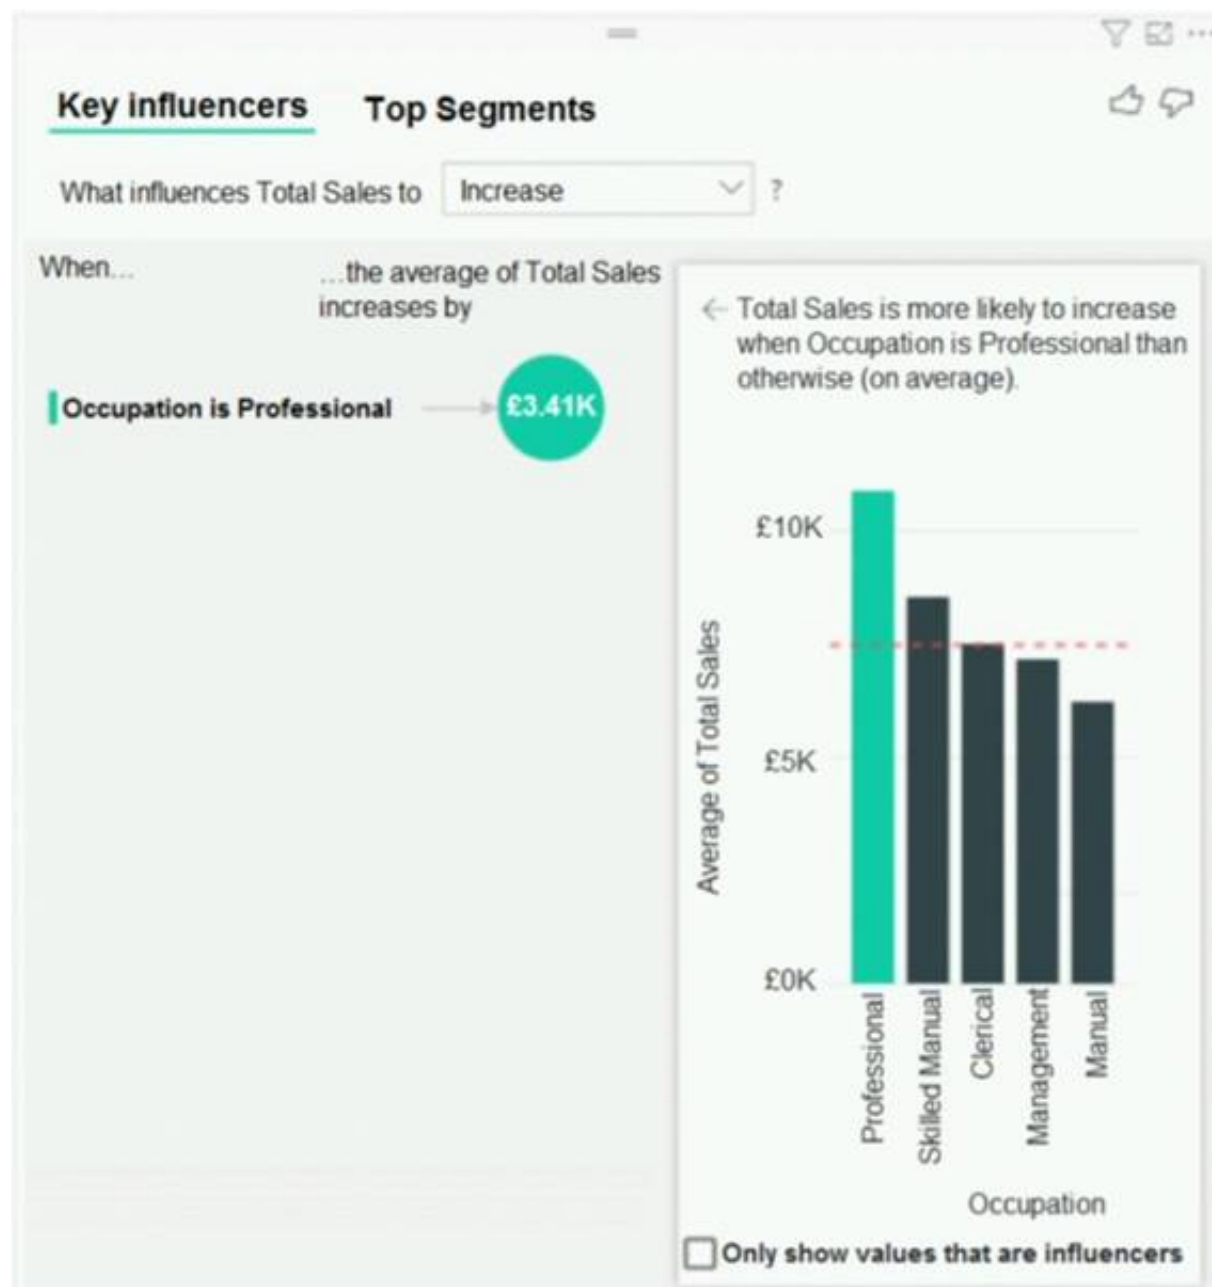 Key influencers Top Segments
What influences Total Sales to Increase ?
When...
...the average of Total Sales
increases by
Occupation is Professional £3.41K
Total Sales is more likely to increase
when Occupation is Professional than
otherwise (on average).
Average of Total Sales
£10K
£5K
£0K
Professional
Skilled Manual
Clerical
Management
Manual
Occupation
Only show values that are influencers